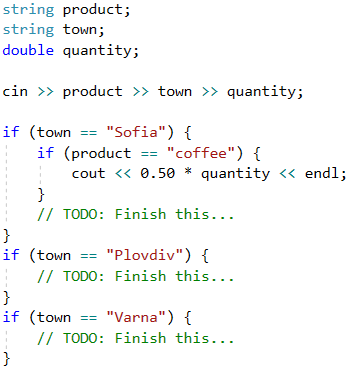 string product;
string town;
double quantity;

cin >> product >> town >> quantity;

if (town == "Sofia") {
    if (product == "coffee") {
        cout << 0.50 * quantity << endl;
    }
    // TODO: Finish this...
}
if (town == "Plovdiv") {
    // TODO: Finish this...
}
if (town == "Varna") {
    // TODO: Finish this...
}